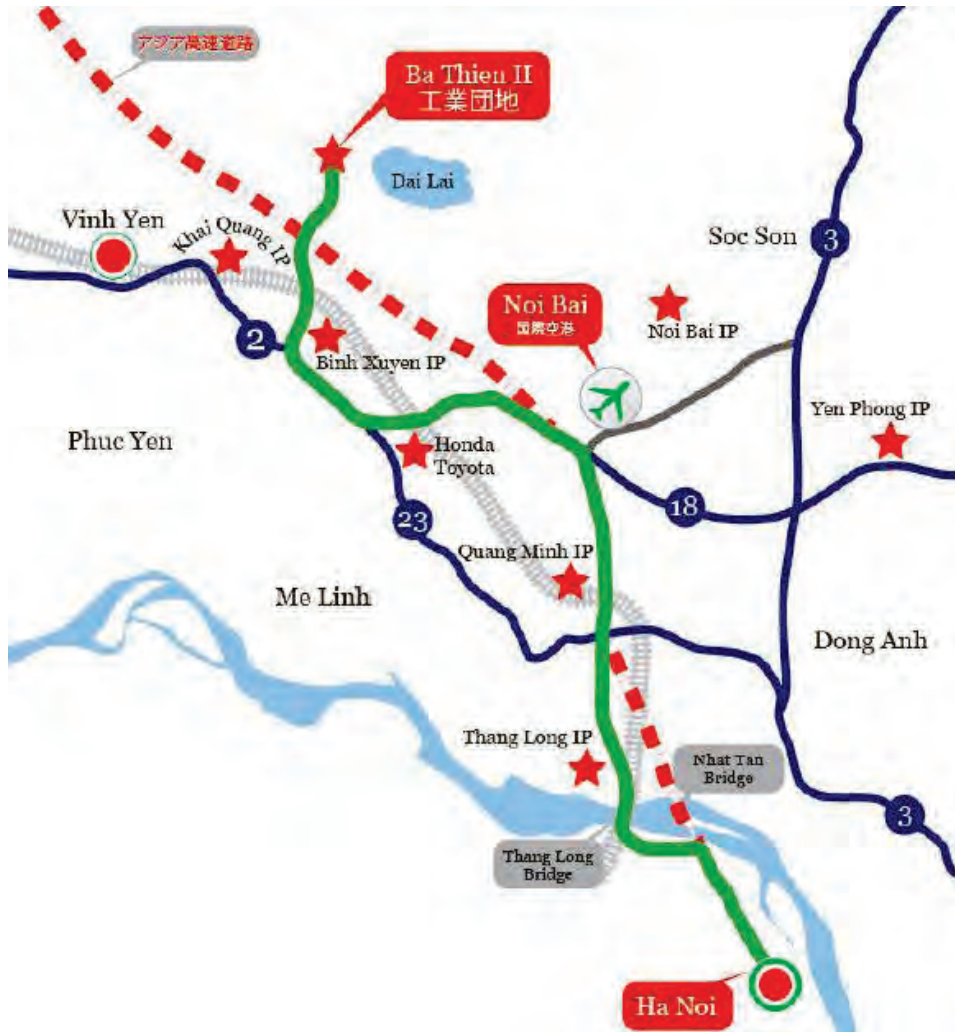 アジア高速道路
Ba Thien II
工業団地
Dai Lai
Vinh Yen
Khai Quang IP
Soc Son
3
Noi Bai
国際空港
Noi Bai IP
2
Binh Xuyen IP
Yen Phong IP
Phuc Yen
Honda
Toyota
18
23
Quang Minh IP
Me Linh
Dong Anh
Thang Long IP
Nhat Tan
Bridge
3
Thang Long
Bridge
Ha Noi